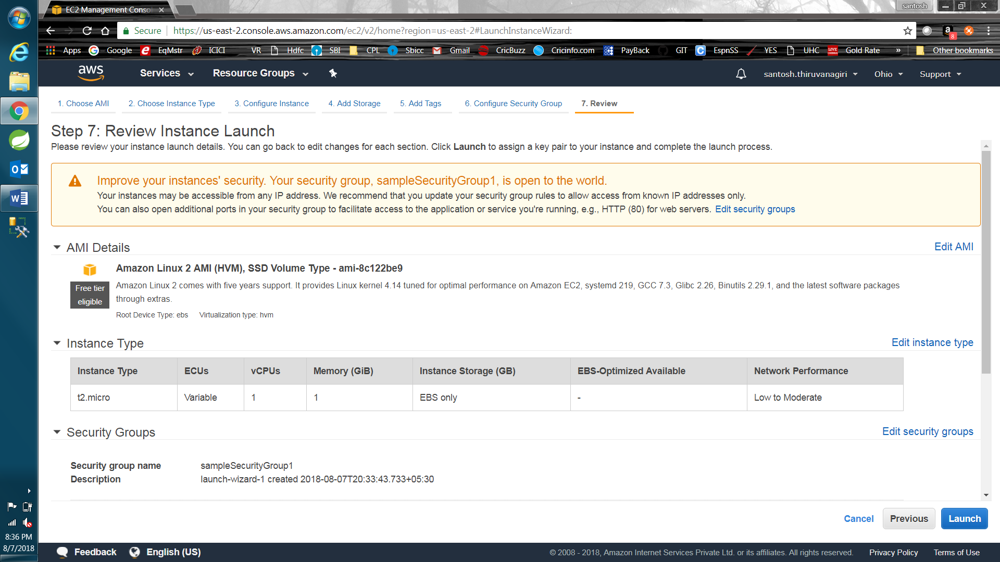 EC2 Management Conso
santosh
Secure
https://us-east-2.console.aws.amazon.com/ec2/v2/home?region=us-east-2#LaunchInstanceWizard:
a
8
Apps Google EqMstr ICICI VR Hdfc SBI CPL Sbicc Gmail CricBuzz Cricinfo.com PayBack GIT EspnSS YES UHC Gold Rate » Other bookmarks
aws Services Resource Groups santosh.thiruvanagiri Ohio Support
1. Choose AMI 2. Choose Instance Type 3. Configure Instance 4. Add Storage 5. Add Tags 6. Configure Security Group 7. Review
Step 7: Review Instance Launch
Please review your instance launch details. You can go back to edit changes for each section. Click Launch to assign a key pair to your instance and complete the launch process.
Improve your instances' security. Your security group, sampleSecurityGroup1, is open to the world.
Your instances may be accessible from any IP address. We recommend that you update your security group rules to allow access from known IP addresses only.
You can also open additional ports in your security group to facilitate access to the application or service you're running, e.g., HTTP (80) for web servers. Edit security groups
AMI Details Edit AMI
Amazon Linux 2 AMI (HVM), SSD Volume Type - ami-8c122be9
Free tier
eligible
Amazon Linux 2 comes with five years support. It provides Linux kernel 4.14 tuned for optimal performance on Amazon EC2, systemd 219, GCC 7.3, Glibc 2.26, Binutils 2.29.1, and the latest software packages
through extras.
Root Device Type: ebs Virtualization type: hvm
Instance Type Edit instance type
Instance Type ECUs vCPUs Memory (GiB) Instance Storage (GB) EBS-Optimized Available Network Performance
t2.micro Variable 1 1 EBS only - Low to Moderate
Security Groups Edit security groups
Security group name sampleSecurityGroup1
Description launch-wizard-1 created 2018-08-07T20:33:43.733+05:30
Cancel Previous Launch
8:36 PM
8/7/2018
Feedback English (US) © 2008 - 2018, Amazon Internet Services Private Ltd. or its affiliates. All rights reserved. Privacy Policy Terms of Use